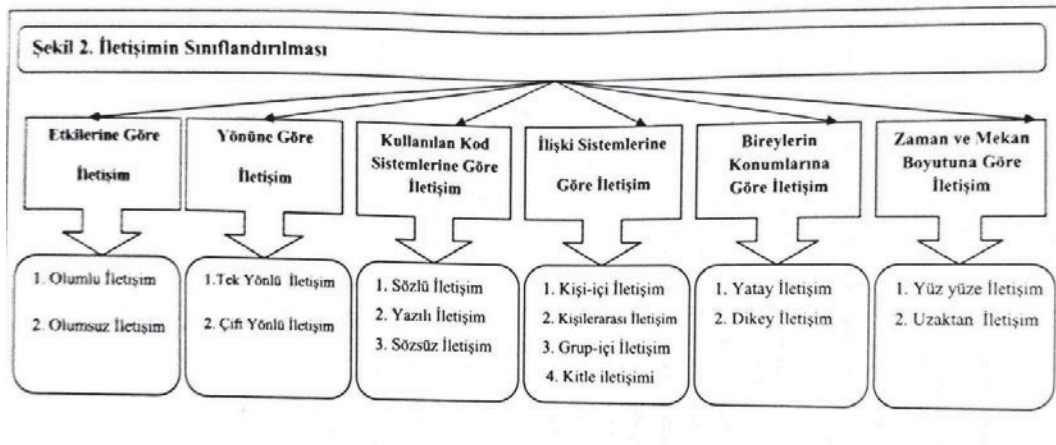 Şekil 2. İletişimin Sınıflandırılması
Etkilerine Göre
İletişim
Yönüne Göre
İletişim
Kullanılan Kod
Sistemlerine Göre
İletişim
İlişki Sistemlerine
Göre İletişim
Bireylerin
Konumlarına
Göre İletişim
Zaman ve Mekan
Boyutuna Göre
İletişim
1. Olumlu İletişim
2. Olumsuz İletişim
1.Tek Yönlü İletişim
2. Çift Yönlü İletişim
1. Sözlü İletişim
2. Yazılı İletişim
3. Sözsüz İletişim
1. Kişi-içi İletişim
2. Kişilerarası İletişim
3. Grup-içi İletişim
4. Kitle iletişimi
1. Yatay İletişim
2. Dikey İletişim
1. Yüz yüze İletişim
2. Uzaktan İletişim